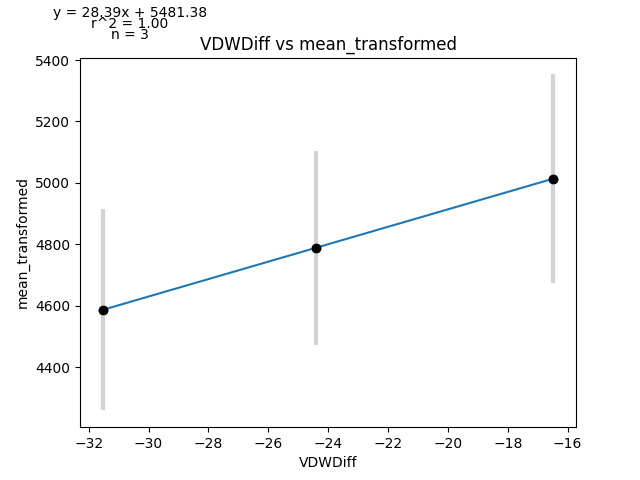 y = 28.39x + 5481.38
r^2 = 1.00
n = 3
VDWDiff vs mean_transformed
5400
5200
5000
4800
4600
4400
mean_transformed
−32
−30
−28
−26
−24
−22
−20
−18
−16
VDWDiff